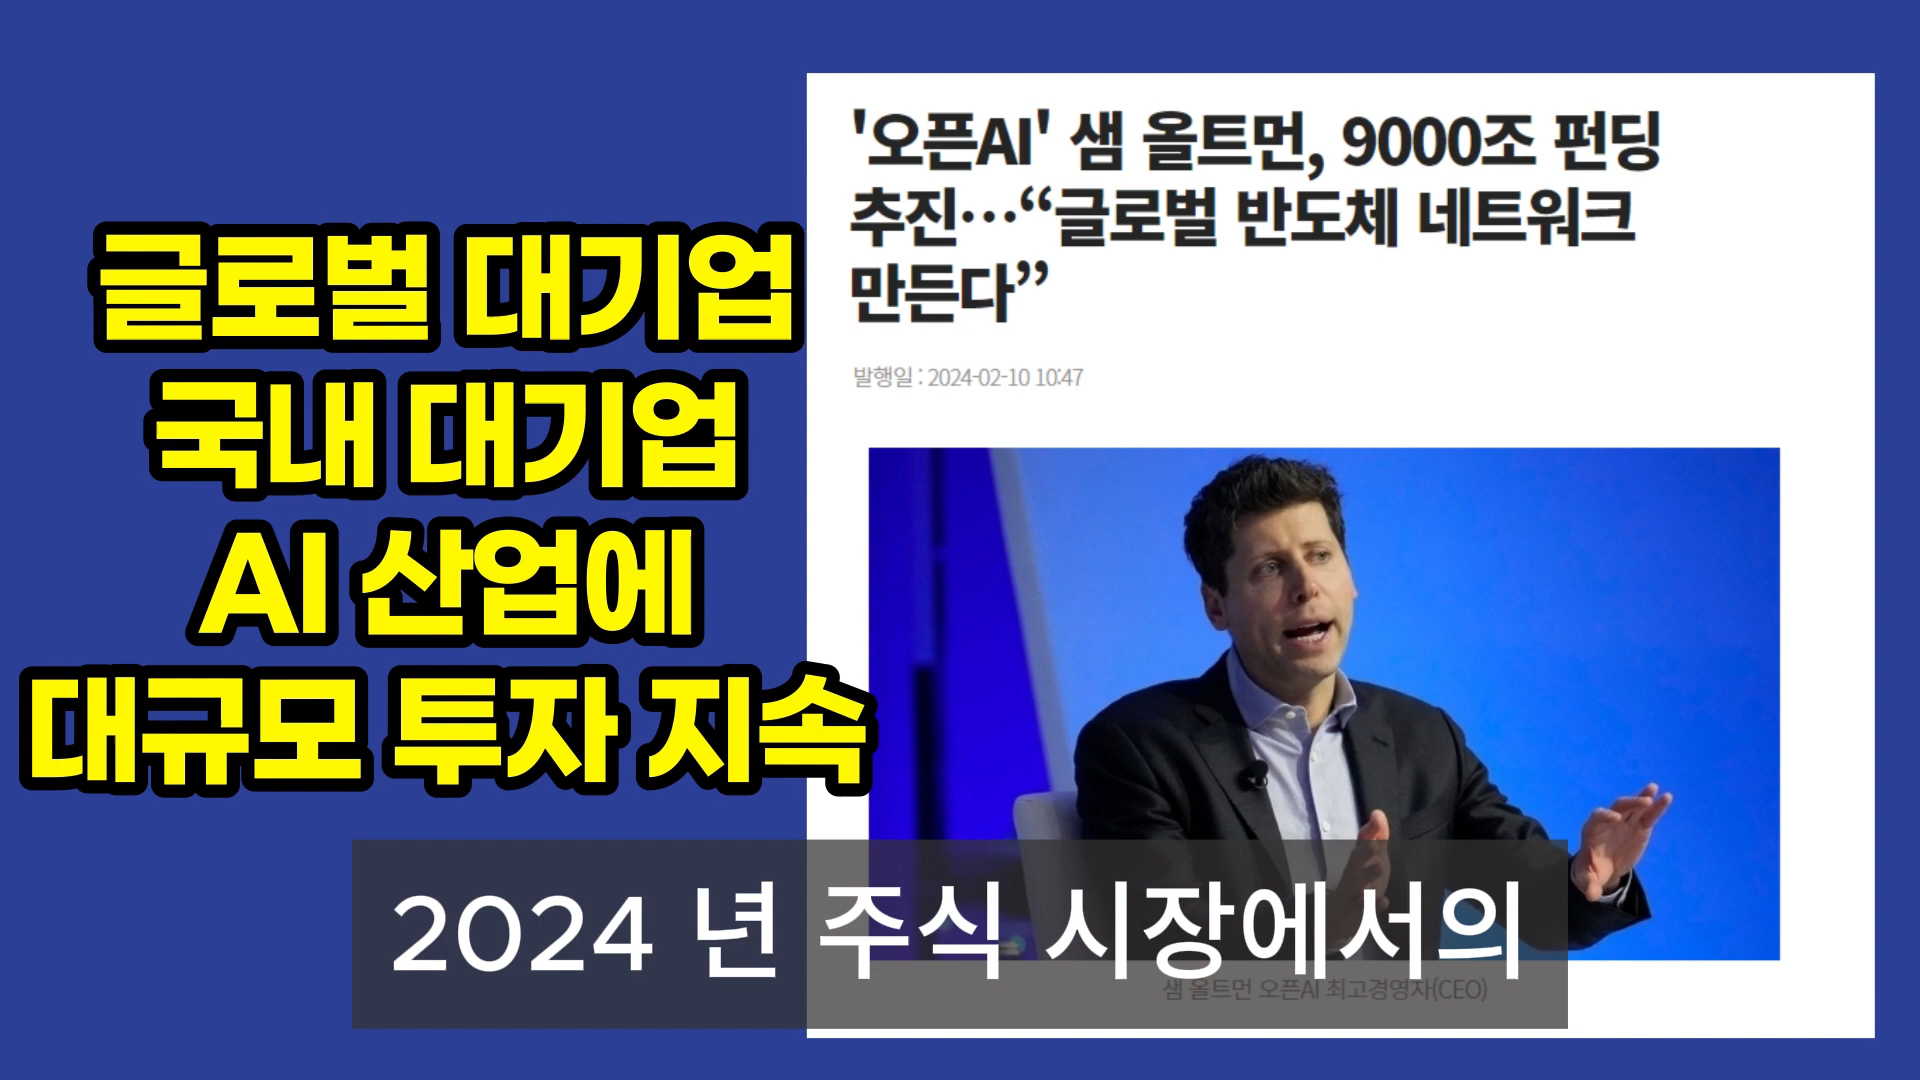 글로벌 대기업
국내 대기업
AI 산업에
대규모 투자 지속
'오픈AI' 샘 올트먼, 9000조 펀딩
추진…“글로벌 반도체 네트워크
만든다”
발행일 : 2024-02-10 10:47
샘 올트먼 오픈AI 최고경영자(CEO)
2024 년 주식 시장에서의